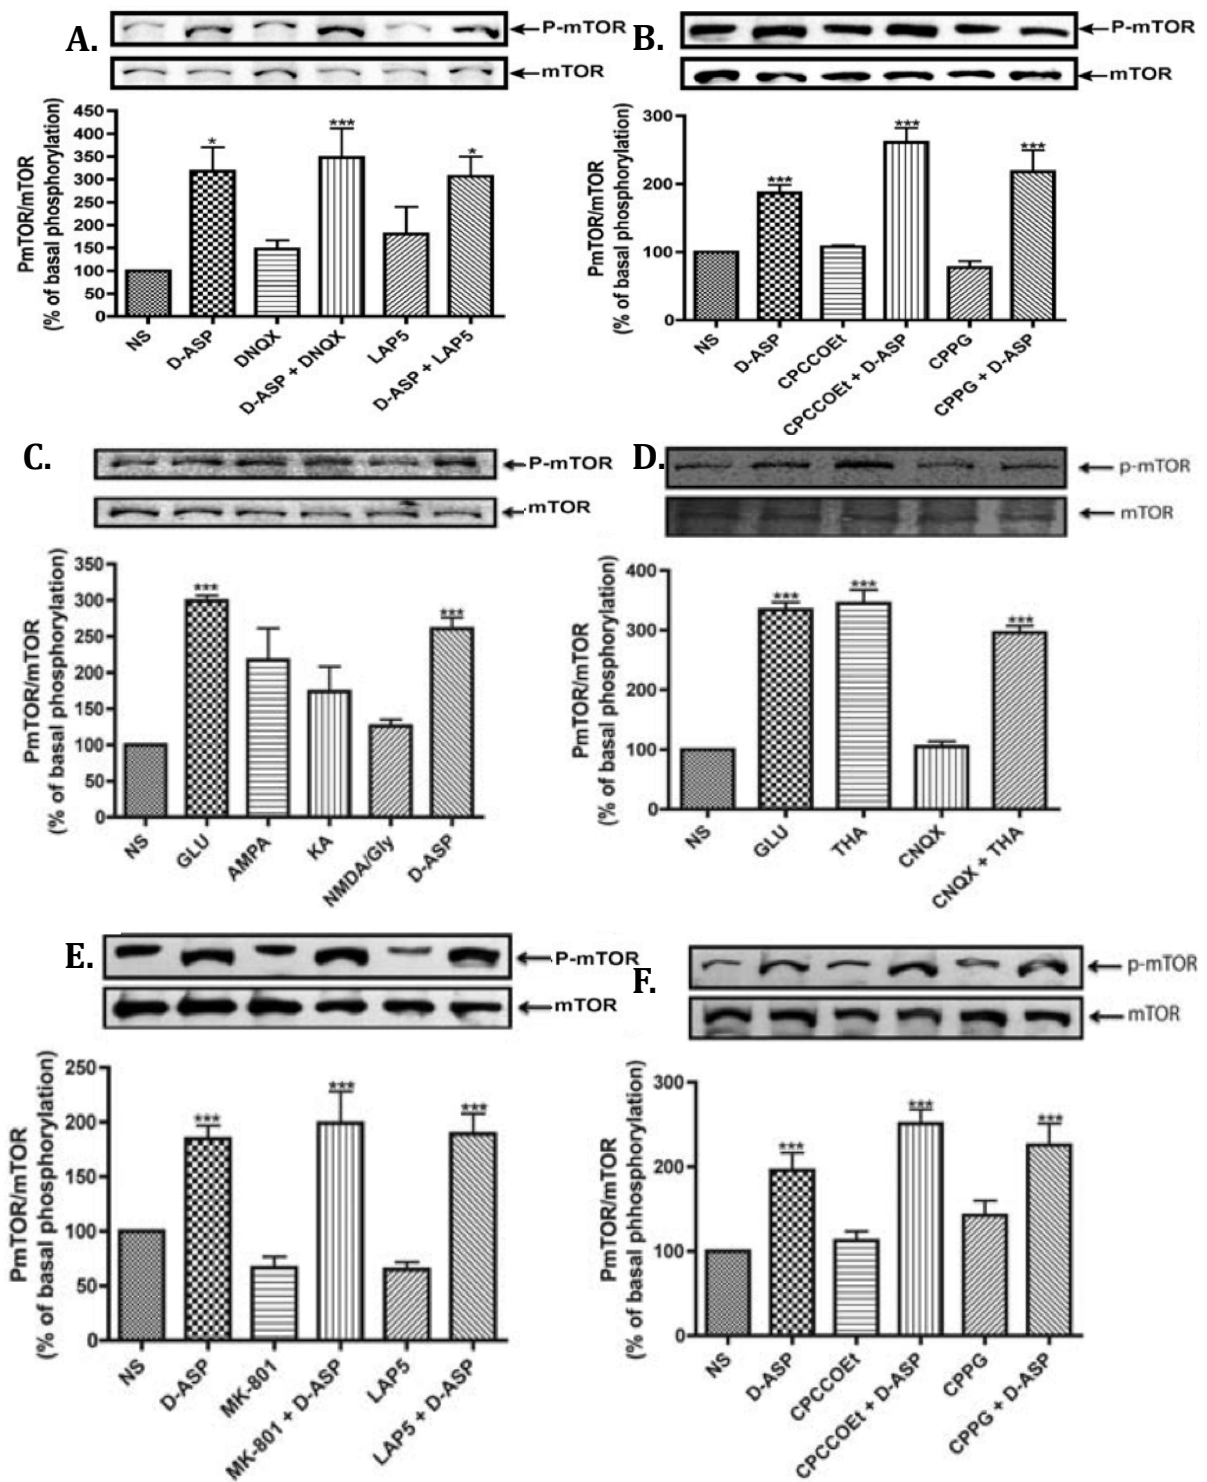 A.
P-mTOR
mTOR
PmTOR/mTOR
(% of basal phosphorylation)
450
400
350
300
250
200
150
100
50
0
*
***
*
NS
D-ASP
DNQX
D-ASP + DNQX
LAP5
D-ASP + LAP5
B.
P-mTOR
mTOR
PmTOR/mTOR
(% of basal phosphorylation)
300
200
100
0
***
***
***
NS
D-ASP
CPCCOEt
CPCCOEt + D-ASP
CPPG
CPPG + D-ASP
C.
P-mTOR
mTOR
PmTOR/mTOR
(% of basal phosphorylation)
350
300
250
200
150
100
50
0
***
***
NS
GLU
AMPA
KA
NMDA/Gly
D-ASP
D.
p-mTOR
mTOR
PmTOR/mTOR
(% of basal phosphorylation)
400
300
200
100
0
***
***
***
NS
GLU
THA
CNQX
CNQX + THA
E.
P-mTOR
mTOR
PmTOR/mTOR
(% of basal phosphorylation)
250
200
150
100
50
0
***
***
***
NS
D-ASP
MK-801
MK-801 + D-ASP
LAP5
LAP5 + D-ASP
F.
p-mTOR
mTOR
PmTOR/mTOR
(% of basal phhosphorylation)
300
200
100
0
***
***
***
NS
D-ASP
CPCCOEt
CPCCOEt + D-ASP
CPPG
CPPG + D-ASP